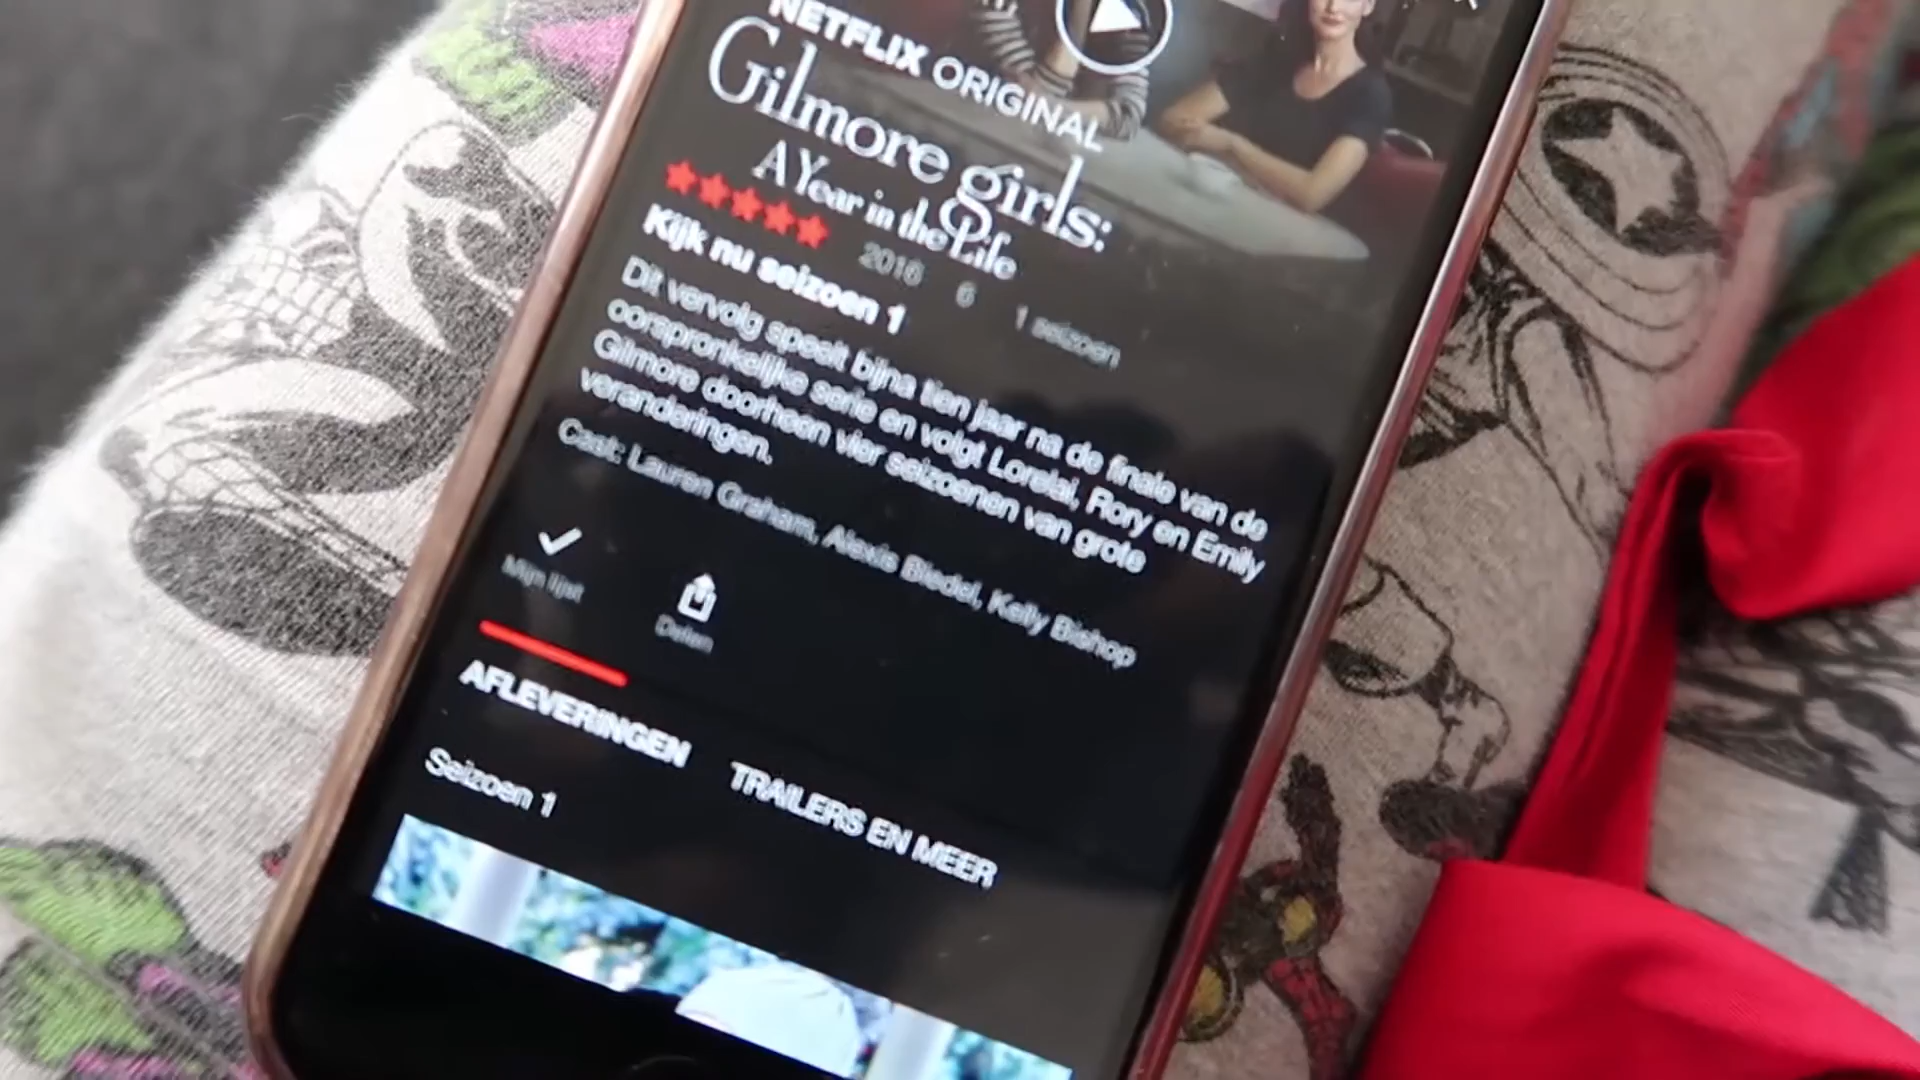 NETFLIX ORIGINAL
Gilmore girls:
A Year in the Life
2016 6 1 seizoen
Kijk nu seizoen 1
Dit vervolg speelt bijna tien jaar na de finale van de
oorspronkelijke serie en volgt Lorelai, Rory en Emily
Gilmore doorheen vier seizoenen van grote
veranderingen.
Cast: Lauren Graham, Alexis Bledel, Kelly Bishop
Mijn lijst
Delen
AFLEVERINGEN
TRAILERS EN MEER
Seizoen 1